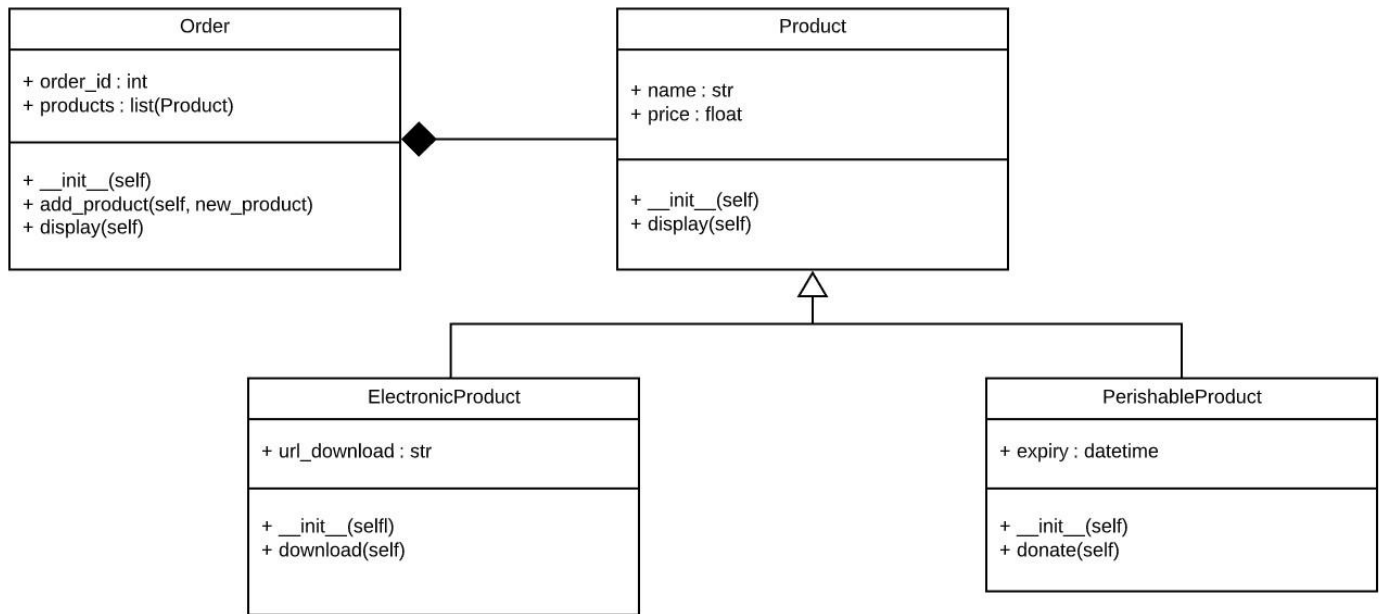 Order
+ order_id : int
+ products : list(Product)
+ __init__(self)
+ add_product(self, new_product)
+ display(self)
Product
+ name : str
+ price : float
+ __init__(self)
+ display(self)
ElectronicProduct
+ url_download : str
+ __init__(selfl)
+ download(self)
PerishableProduct
+ expiry : datetime
+ __init__(self)
+ donate(self)